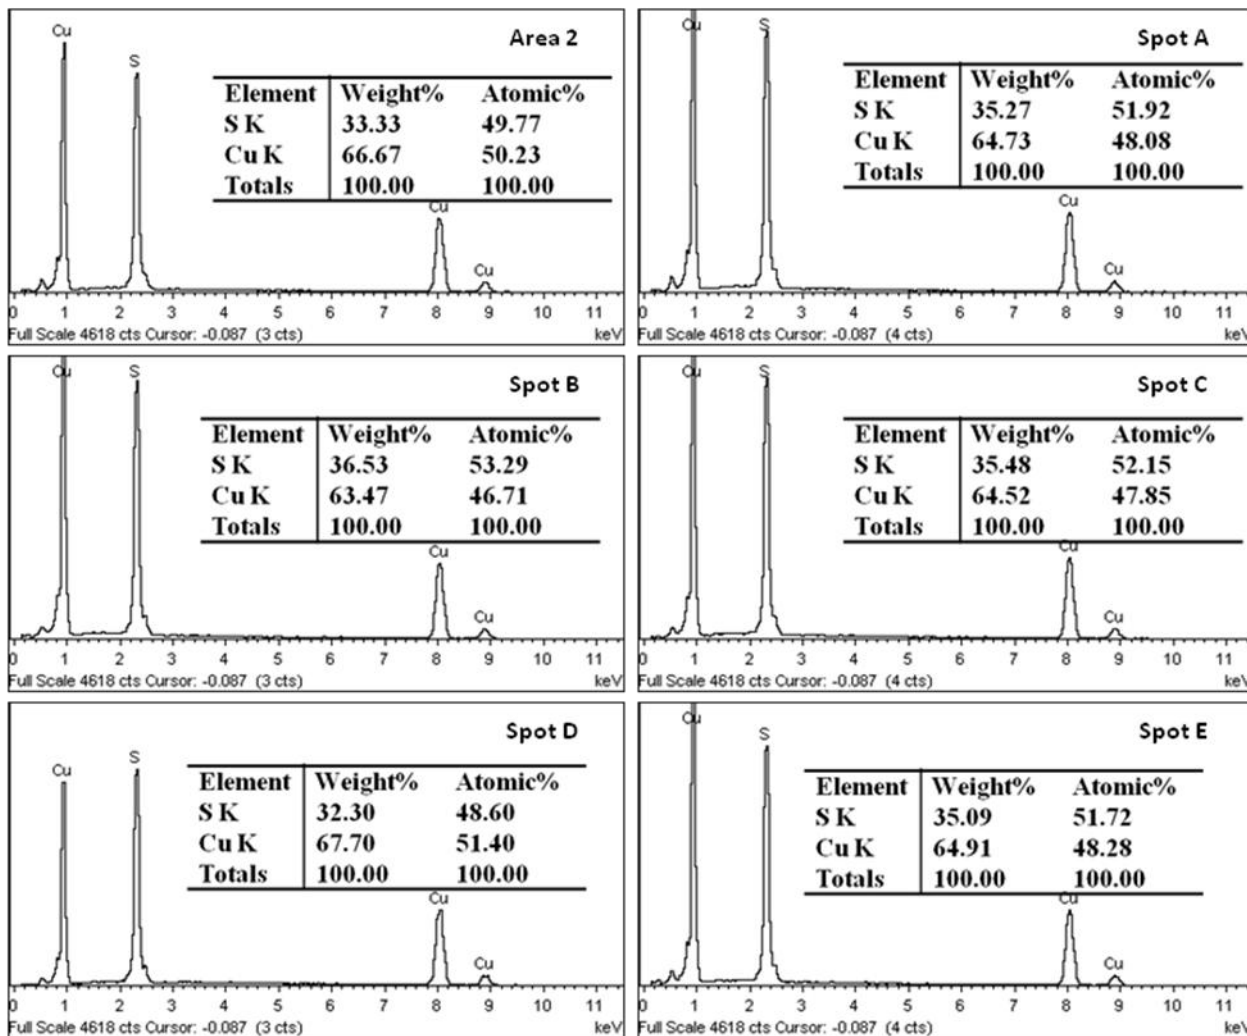 Cu
S
Area 2
Element Weight% Atomic%
S K 33.33 49.77
Cu K 66.67 50.23
Totals 100.00 100.00
Cu
Cu
0 1 2 3 4 5 6 7 8 9 10 11
Full Scale 4618 cts Cursor: -0.087 (3 cts) keV
Cu
S
Spot A
Element Weight% Atomic%
S K 35.27 51.92
Cu K 64.73 48.08
Totals 100.00 100.00
Cu
Cu
0 1 2 3 4 5 6 7 8 9 10 11
Full Scale 4618 cts Cursor: -0.087 (4 cts) keV
Cu
S
Spot B
Element Weight% Atomic%
S K 36.53 53.29
Cu K 63.47 46.71
Totals 100.00 100.00
Cu
Cu
0 1 2 3 4 5 6 7 8 9 10 11
Full Scale 4618 cts Cursor: -0.087 (3 cts) keV
Cu
S
Spot C
Element Weight% Atomic%
S K 35.48 52.15
Cu K 64.52 47.85
Totals 100.00 100.00
Cu
Cu
0 1 2 3 4 5 6 7 8 9 10 11
Full Scale 4618 cts Cursor: -0.087 (4 cts) keV
Cu
S
Spot D
Element Weight% Atomic%
S K 32.30 48.60
Cu K 67.70 51.40
Totals 100.00 100.00
Cu
Cu
0 1 2 3 4 5 6 7 8 9 10 11
Full Scale 4618 cts Cursor: -0.087 (3 cts) keV
Cu
S
Spot E
Element Weight% Atomic%
S K 35.09 51.72
Cu K 64.91 48.28
Totals 100.00 100.00
Cu
Cu
0 1 2 3 4 5 6 7 8 9 10 11
Full Scale 4618 cts Cursor: -0.087 (4 cts) keV